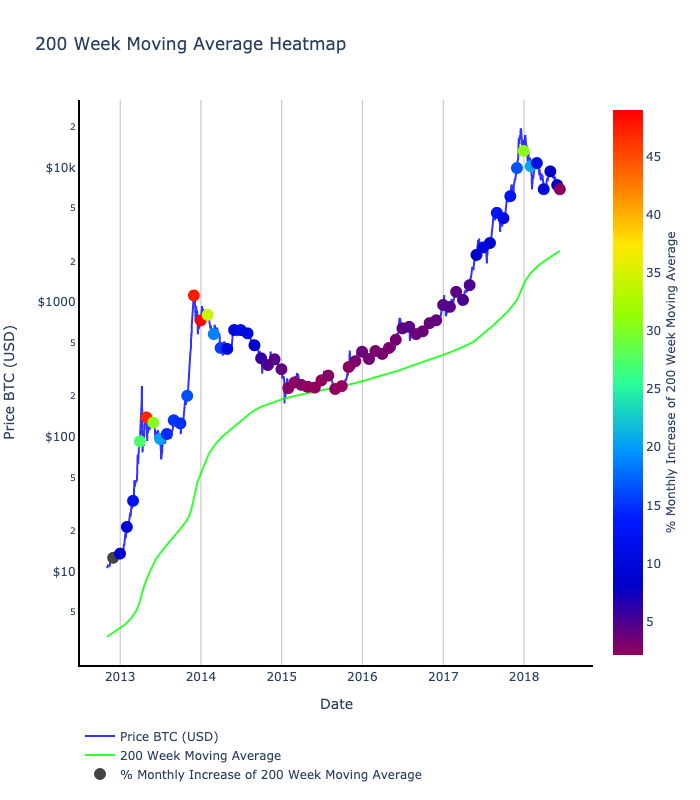 200 Week Moving Average Heatmap
2
$10k
5
2
$1000
5
2
$100
5
2
$10
5
Price BTC (USD)
2013 2014 2015 2016 2017 2018
Date
45
40
35
30
25
20
15
10
5
% Monthly Increase of 200 Week Moving Average
Price BTC (USD)
200 Week Moving Average
% Monthly Increase of 200 Week Moving Average